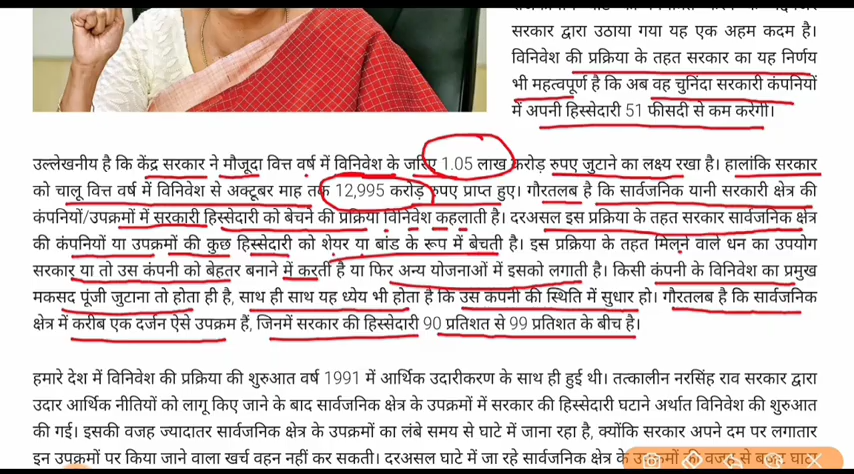 सरकार द्वारा उठाया गया यह एक अहम कदम है।
विनिवेश की प्रक्रिया के तहत सरकार का यह निर्णय
भी महत्वपूर्ण है कि अब वह चुनिंदा सरकारी कंपनियों
में अपनी हिस्सेदारी 51 फीसदी से कम करेगी।
उल्लेखनीय है कि केंद्र सरकार ने मौजूदा वित्त वर्ष में विनिवेश के जरिए 1.05 लाख करोड़ रुपए जुटाने का लक्ष्य रखा है। हालांकि सरकार
को चालू वित्त वर्ष में विनिवेश से अक्टूबर माह तक 12,995 करोड़ रुपए प्राप्त हुए। गौरतलब है कि सार्वजनिक यानी सरकारी क्षेत्र की
कंपनियों/उपक्रमों में सरकारी हिस्सेदारी को बेचने की प्रक्रिया विनिवेश कहलाती है। दरअसल इस प्रक्रिया के तहत सरकार सार्वजनिक क्षेत्र
की कंपनियों या उपक्रमों की कुछ हिस्सेदारी को शेयर या बांड के रूप में बेचती है। इस प्रक्रिया के तहत मिलने वाले धन का उपयोग
सरकार या तो उस कंपनी को बेहतर बनाने में करती है या फिर अन्य योजनाओं में इसको लगाती है। किसी कंपनी के विनिवेश का प्रमुख
मकसद पूंजी जुटाना तो होता ही है, साथ ही साथ यह ध्येय भी होता है कि उस कंपनी की स्थिति में सुधार हो। गौरतलब है कि सार्वजनिक
क्षेत्र में करीब एक दर्जन ऐसे उपक्रम हैं, जिनमें सरकार की हिस्सेदारी 90 प्रतिशत से 99 प्रतिशत के बीच है।
हमारे देश में विनिवेश की प्रक्रिया की शुरुआत वर्ष 1991 में आर्थिक उदारीकरण के साथ ही हुई थी। तत्कालीन नरसिंह राव सरकार द्वारा
उदार आर्थिक नीतियों को लागू किए जाने के बाद सार्वजनिक क्षेत्र के उपक्रमों में सरकार की हिस्सेदारी घटाने अर्थात विनिवेश की शुरुआत
की गई। इसकी वजह ज्यादातर सार्वजनिक क्षेत्र के उपक्रमों का लंबे समय से घाटे में जाना रहा है, क्योंकि सरकार अपने दम पर लगातार
इन उपक्रमों पर किया जाने वाला खर्च वहन नहीं कर सकती। दरअसल घाटे में जा रहे सार्वजनिक क्षेत्र के उपक्रमों की वजह से बजट घाटा